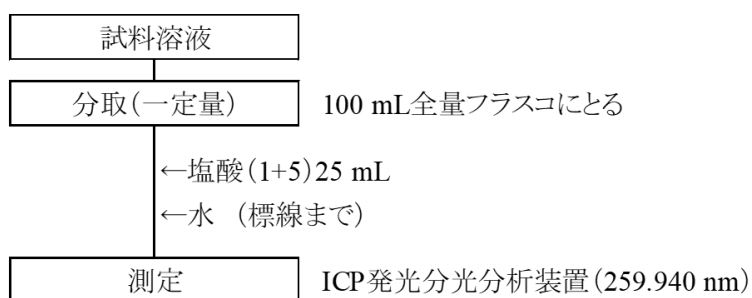 試料溶液
分取(一定量) 100 mL全量フラスコにとる
←塩酸(1+5)25 mL
←水 (標線まで)
測定 ICP発光分光分析装置(259.940 nm)